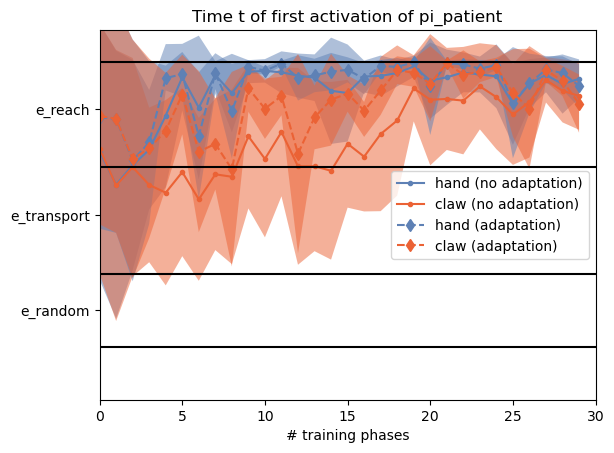 Time t of first activation of pi_patient
e_reach
e_transport
e_random
hand (no adaptation)
claw (no adaptation)
hand (adaptation)
claw (adaptation)
0 5 10 15 20 25 30
# training phases